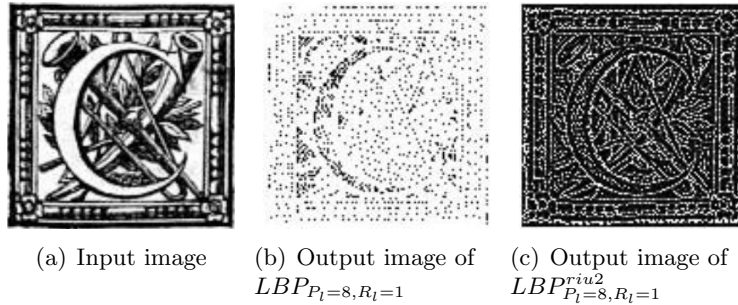 C
(a) Input image
(b) Output image of
LBP_{P_l=8,R_l=1}
(c) Output image of
LBP^{riu2}_{P_l=8,R_l=1}